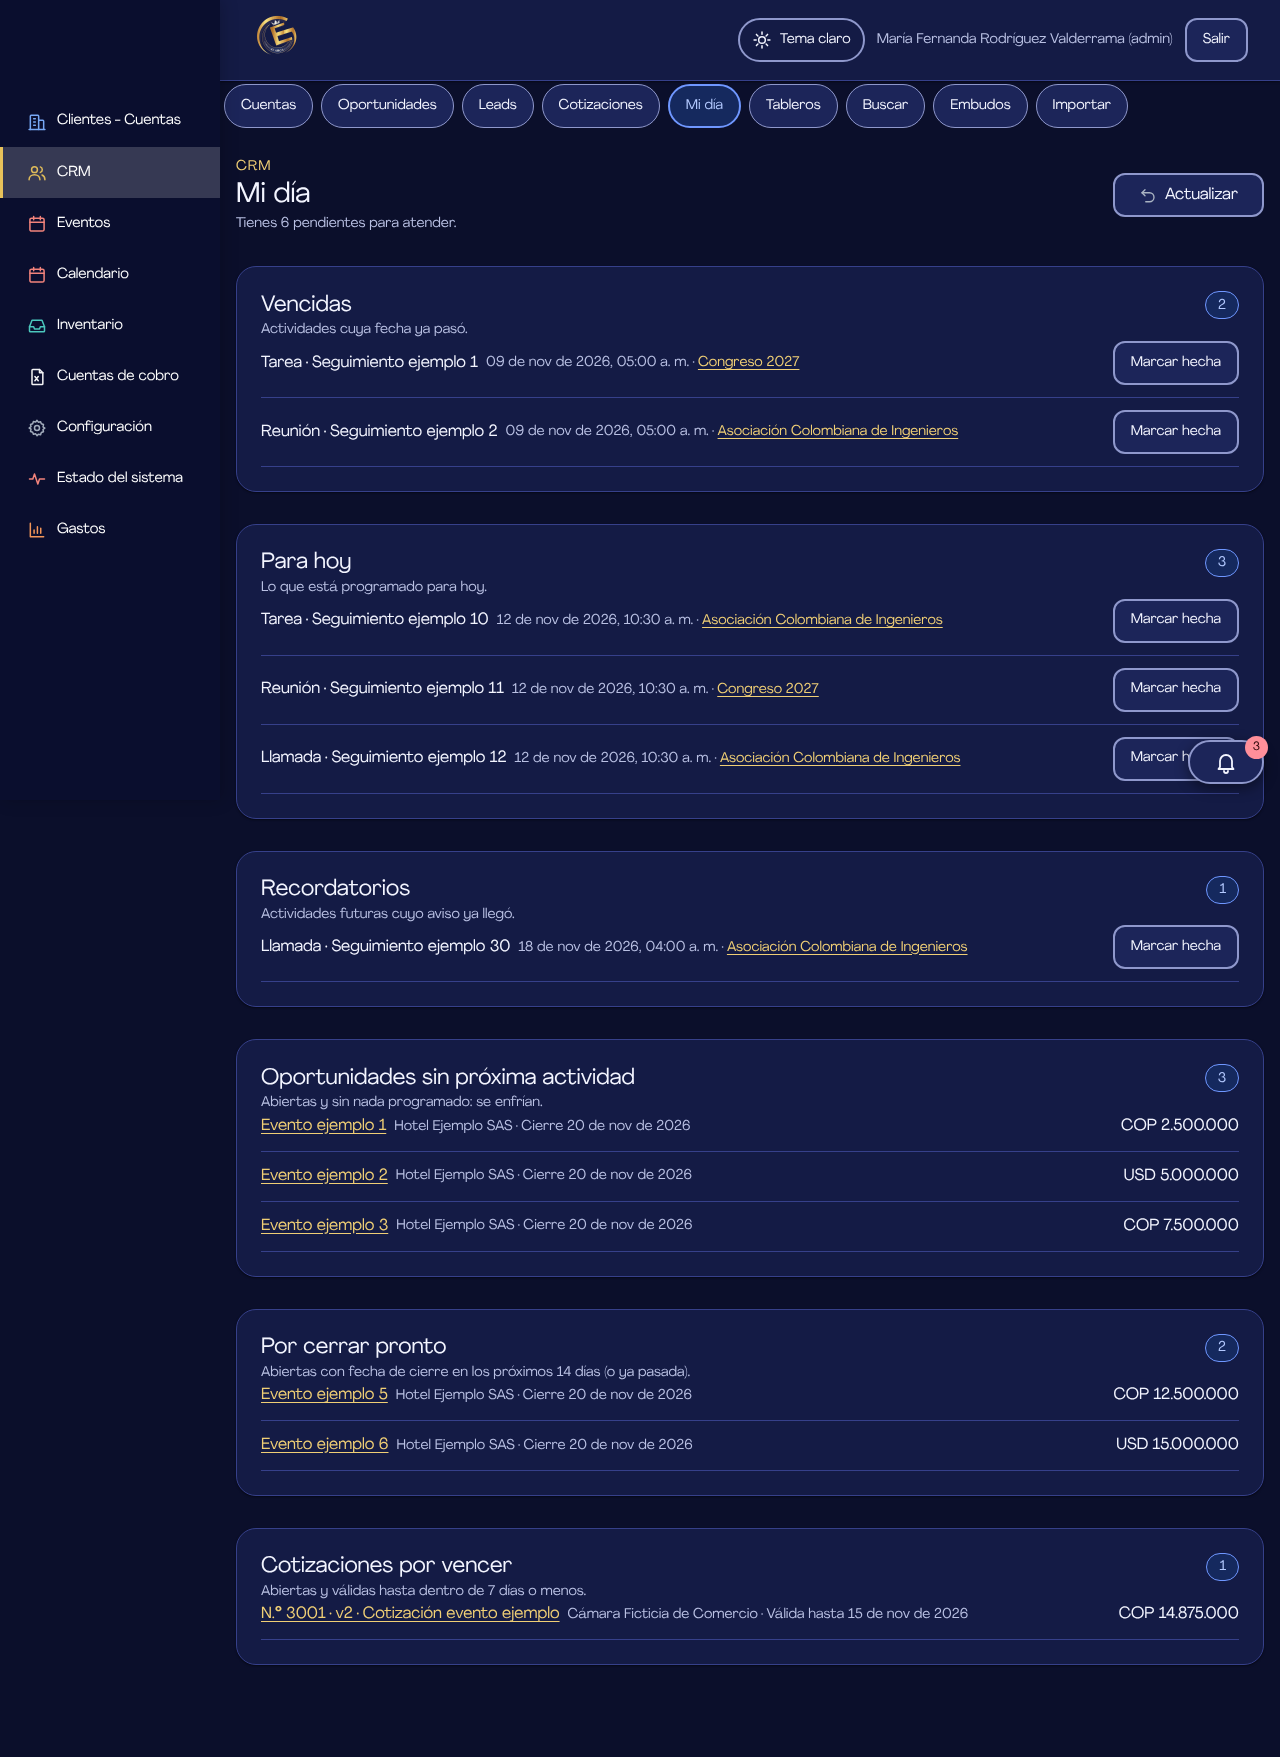 Tema claro
María Fernanda Rodríguez Valderrama (admin)
Salir
Clientes - Cuentas
CRM
Eventos
Calendario
Inventario
Cuentas de cobro
Configuración
Estado del sistema
Gastos
Cuentas
Oportunidades
Leads
Cotizaciones
Mi día
Tableros
Buscar
Embudos
Importar
CRM
Mi día
Tienes 6 pendientes para atender.
Actualizar
Vencidas
2
Actividades cuya fecha ya pasó.
Tarea · Seguimiento ejemplo 1 09 de nov de 2026, 05:00 a. m. · Congreso 2027
Marcar hecha
Reunión · Seguimiento ejemplo 2 09 de nov de 2026, 05:00 a. m. · Asociación Colombiana de Ingenieros
Marcar hecha
Para hoy
3
Lo que está programado para hoy.
Tarea · Seguimiento ejemplo 10 12 de nov de 2026, 10:30 a. m. · Asociación Colombiana de Ingenieros
Marcar hecha
Reunión · Seguimiento ejemplo 11 12 de nov de 2026, 10:30 a. m. · Congreso 2027
Marcar hecha
Llamada · Seguimiento ejemplo 12 12 de nov de 2026, 10:30 a. m. · Asociación Colombiana de Ingenieros
Marcar
3
Recordatorios
1
Actividades futuras cuyo aviso ya llegó.
Llamada · Seguimiento ejemplo 30 18 de nov de 2026, 04:00 a. m. · Asociación Colombiana de Ingenieros
Marcar hecha
Oportunidades sin próxima actividad
3
Abiertas y sin nada programado: se enfrían.
Evento ejemplo 1 Hotel Ejemplo SAS · Cierre 20 de nov de 2026
COP 2.500.000
Evento ejemplo 2 Hotel Ejemplo SAS · Cierre 20 de nov de 2026
USD 5.000.000
Evento ejemplo 3 Hotel Ejemplo SAS · Cierre 20 de nov de 2026
COP 7.500.000
Por cerrar pronto
2
Abiertas con fecha de cierre en los próximos 14 días (o ya pasada).
Evento ejemplo 5 Hotel Ejemplo SAS · Cierre 20 de nov de 2026
COP 12.500.000
Evento ejemplo 6 Hotel Ejemplo SAS · Cierre 20 de nov de 2026
USD 15.000.000
Cotizaciones por vencer
1
Abiertas y válidas hasta dentro de 7 días o menos.
N.° 3001 · v2 · Cotización evento ejemplo Cámara Ficticia de Comercio · Válida hasta 15 de nov de 2026
COP 14.875.000